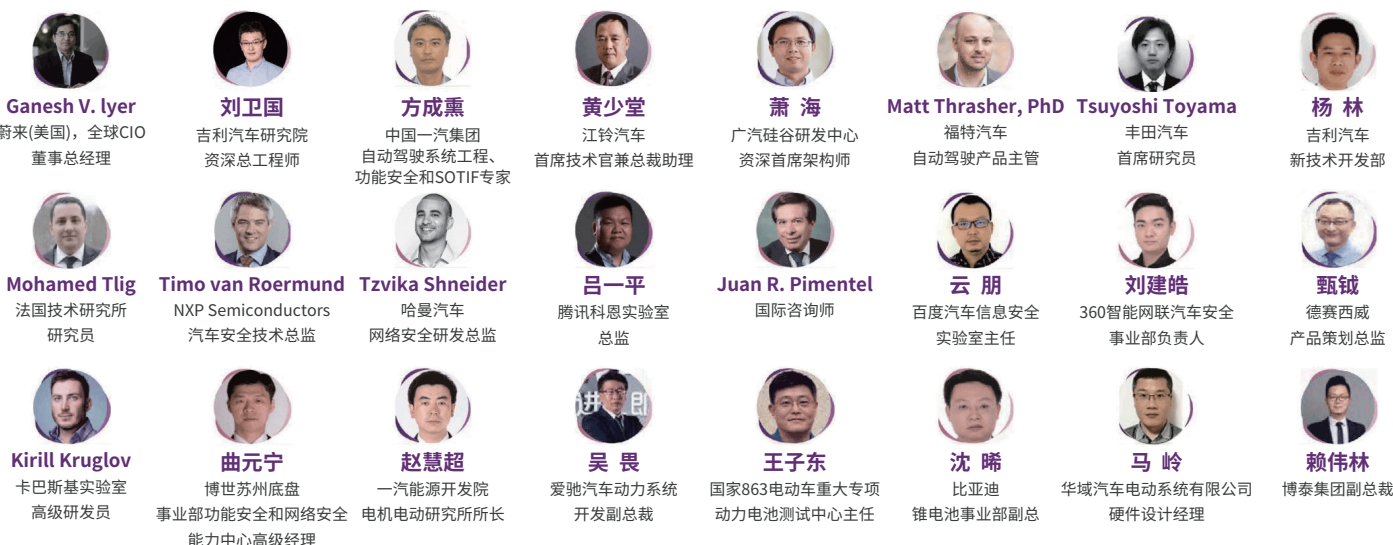 Ganesh V. lyer
蔚来(美国)，全球CIO
董事总经理
刘卫国
吉利汽车研究院
资深总工程师
方成熏
中国一汽集团
自动驾驶系统工程、
功能安全和SOTIF专家
黄少堂
江铃汽车
首席技术官兼总裁助理
萧 海
广汽硅谷研发中心
资深首席架构师
Matt Thrasher, PhD
福特汽车
自动驾驶产品主管
Tsuyoshi Toyama
丰田汽车
首席研究员
杨 林
吉利汽车
新技术开发部
Mohamed Tlig
法国技术研究所
研究员
Timo van Roermund
NXP Semiconductors
汽车安全技术总监
Tzvika Shneider
哈曼汽车
网络安全研发总监
吕一平
腾讯科恩实验室
总监
Juan R. Pimentel
国际咨询师
云 朋
百度汽车信息安全
实验室主任
刘建皓
360智能网联汽车安全
事业部负责人
甄钺
德赛西威
产品策划总监
Kirill Kruglov
卡巴斯基实验室
高级研发员
曲元宁
博世苏州底盘
事业部功能安全和网络安全
能力中心高级经理
赵慧超
一汽能源开发院
电机电动研究所所长
进 即
吴 畏
爱驰汽车动力系统
开发副总裁
王子东
国家863电动车重大专项
动力电池测试中心主任
沈 晞
比亚迪
锥电池事业部副总
马 岭
华域汽车电动系统有限公司
硬件设计经理
赖伟林
博泰集团副总裁